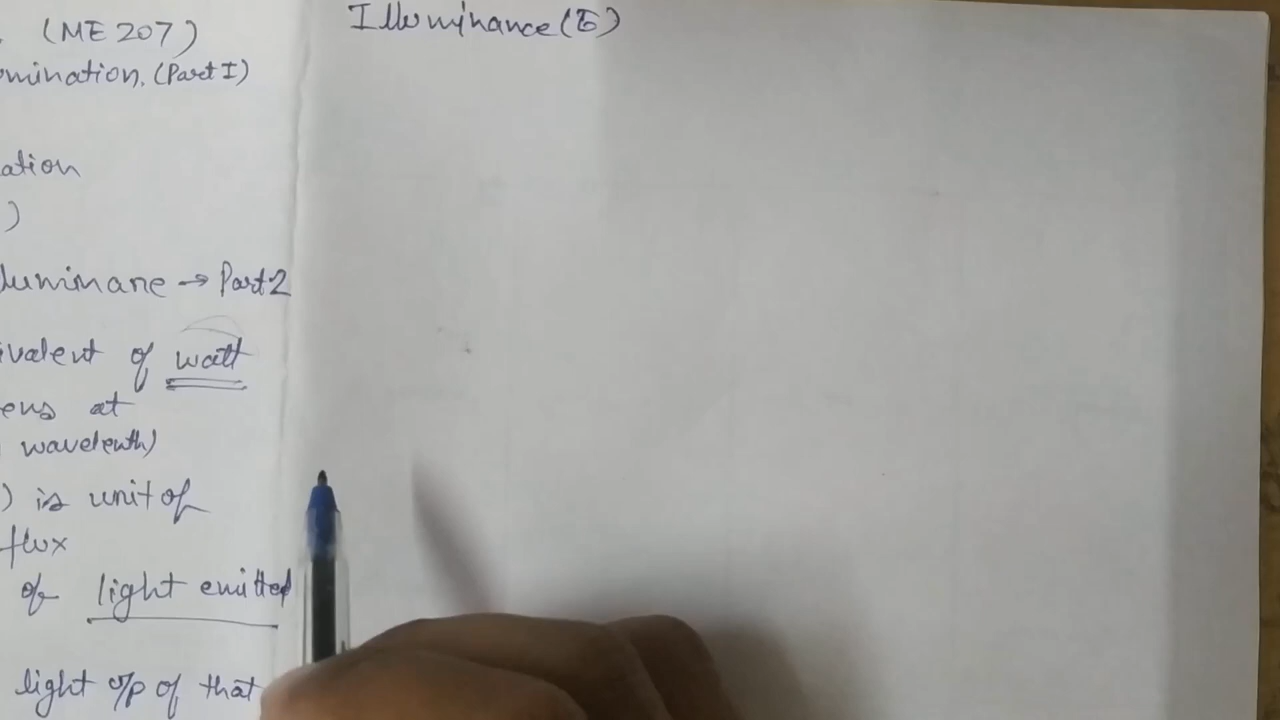 . (ME 207)
omination. (Part I)
ation
)
luminane → Part 2
ivalent of watt
ens at
wavelenth)
) is unit of
flux
of light emitted
light o/p of that
Illuminance (E)